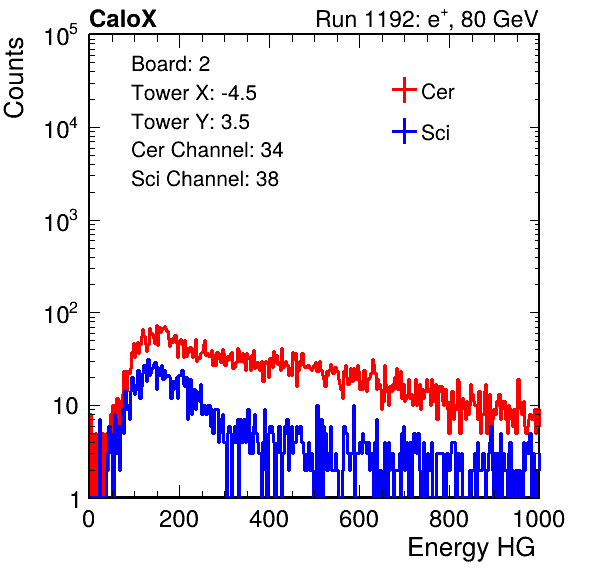 CaloX Run 1192: e⁺, 80 GeV
Counts
Board: 2
Tower X: -4.5
Tower Y: 3.5
Cer Channel: 34
Sci Channel: 38
Cer
Sci
10⁵
10⁴
10³
10²
10
1
0 200 400 600 800 1000
Energy HG